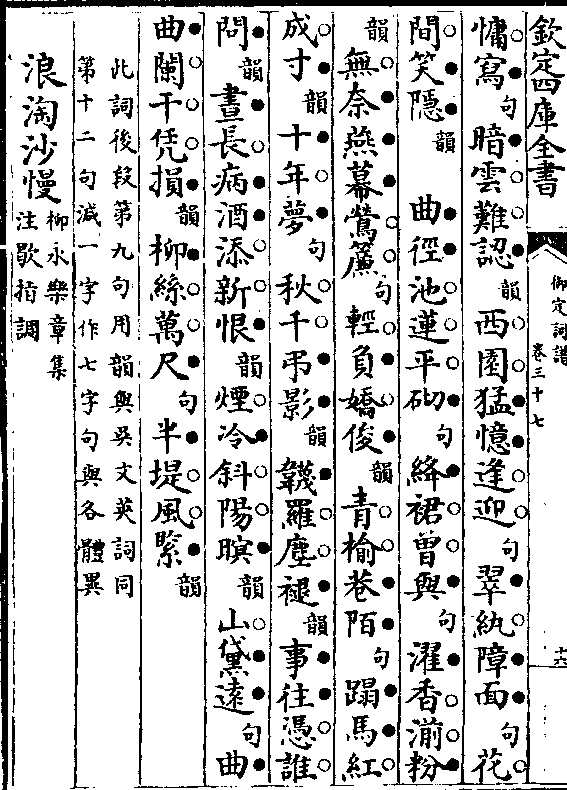 欽定四庫全書
御定詞譜
卷三十七
十六
慵寫句暗雲難認韻西園猛憶逢迎句翠紈障面句花
間笑隱韻曲徑池蓮平砌句絳裙曾與句濯香湔粉
韻無奈燕幕鶯簾句輕負嬌俊韻青榆巷陌句蹋馬紅
成寸韻十年夢句秋千弔影韻韈羅塵褪韻事往憑誰
問韻晝長病酒添新恨韻煙冷斜陽暝韻山黛遠句曲
曲闌干凭損韻柳絲萬尺句半堤風緊韻
此詞後段第九句用韻與吳文英詞同
第十二句減一字作七字句與各體異
浪淘沙慢
柳永樂章集
注歇指調